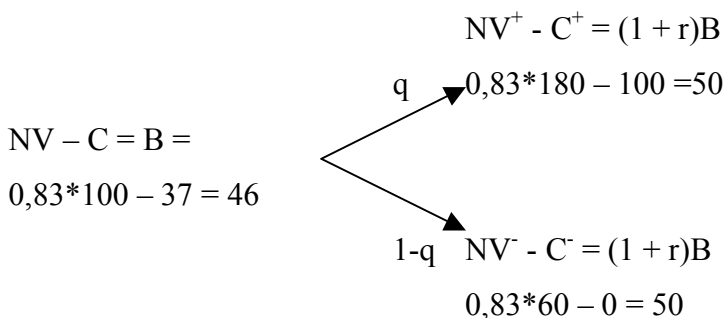 NV⁺ - C⁺ = (1 + r)B
q
0,83*180 – 100 =50
NV – C = B =
0,83*100 – 37 = 46
1-q
NV⁻ - C⁻ = (1 + r)B
0,83*60 – 0 = 50